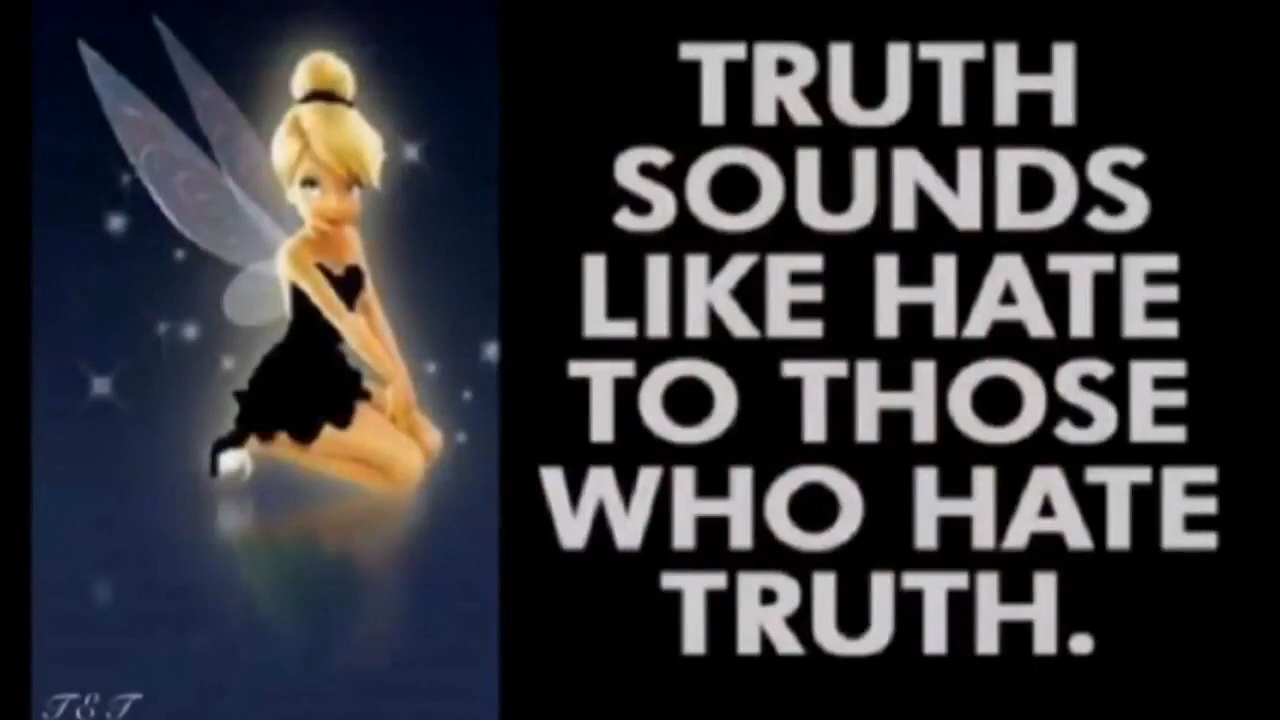 TRUTH
SOUNDS
LIKE HATE
TO THOSE
WHO HATE
TRUTH.
T&T